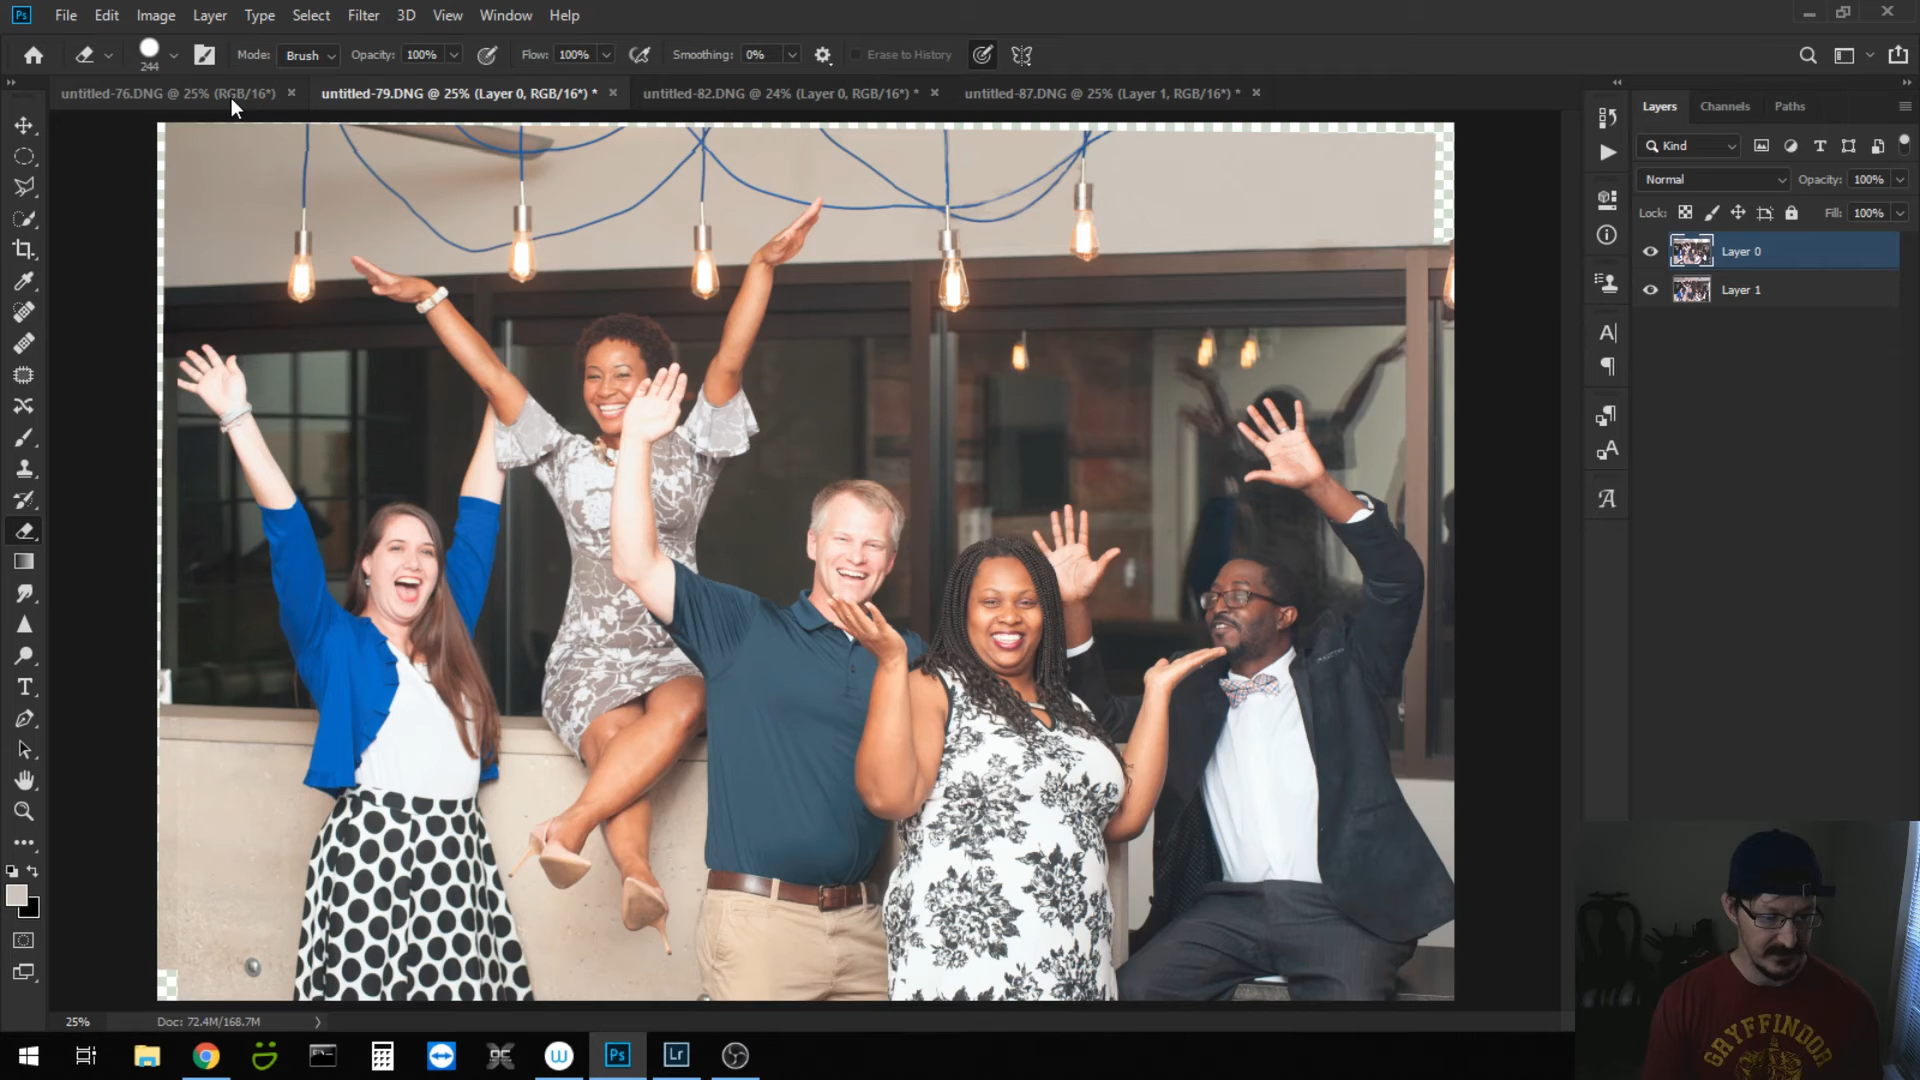 Ps File Edit Image Layer Type Select Filter 3D View Window Help
244 Mode: Brush Opacity: 100% Flow: 100% Smoothing: 0% Erase to History
untitled-76.DNG @ 25% (RGB/16*) × untitled-79.DNG @ 25% (Layer 0, RGB/16*) * × untitled-82.DNG @ 24% (Layer 0, RGB/16*) * × untitled-87.DNG @ 25% (Layer 1, RGB/16*) * ×
Layers Channels Paths
Kind
Normal Opacity: 100%
Lock: Fill: 100%
Layer 0
Layer 1
25% Doc: 72.4M/168.7M
Ps Lr
GRYFFINDOR